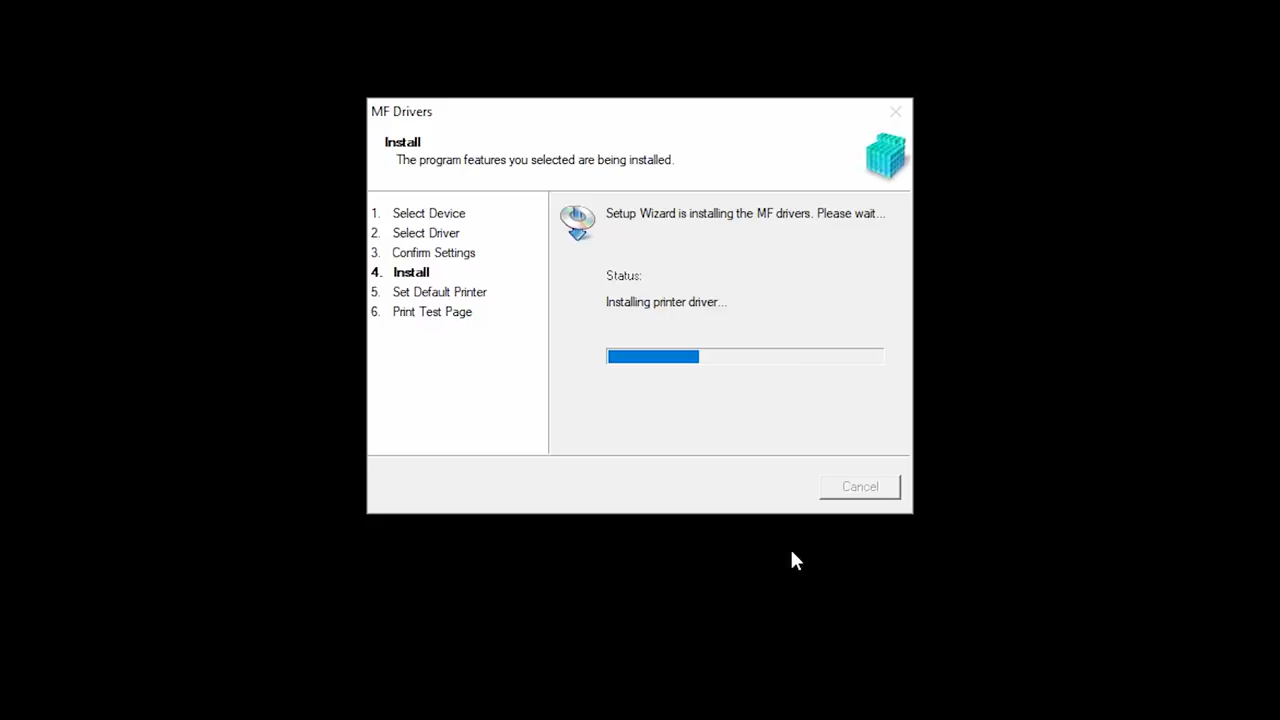 MF Drivers
Install
The program features you selected are being installed.
1. Select Device
2. Select Driver
3. Confirm Settings
4. Install
5. Set Default Printer
6. Print Test Page
Setup Wizard is installing the MF drivers. Please wait...
Status:
Installing printer driver...
Cancel